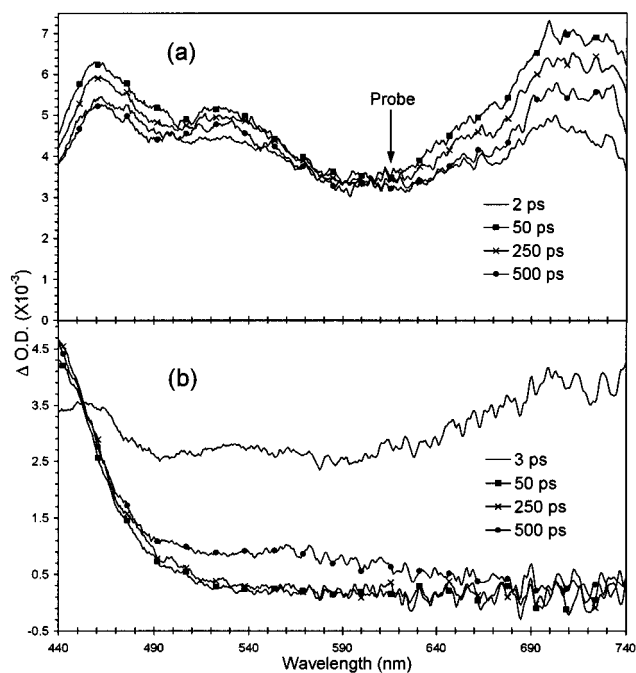 7
6
5
4
3
2
1
0
(a)
Probe
2 ps
50 ps
250 ps
500 ps
Δ O.D. (X10⁻³)
4.5
3.5
2.5
1.5
0.5
-0.5
(b)
3 ps
50 ps
250 ps
500 ps
440 490 540 590 640 690 740
Wavelength (nm)